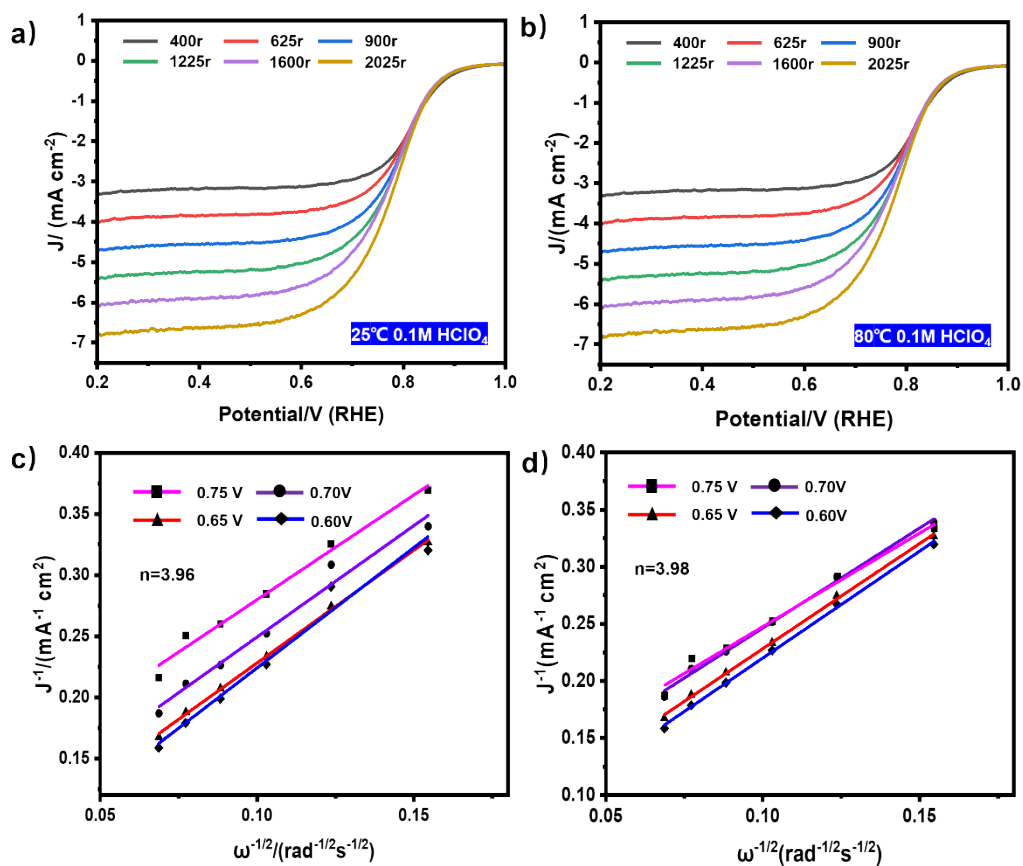 a)
400r 625r 900r
1225r 1600r 2025r
1
0
-1
-2
-3
-4
-5
-6
-7
J/ (mA cm-2)
25℃ 0.1M HClO4
0.2 0.4 0.6 0.8 1.0
Potential/V (RHE)
b)
400r 625r 900r
1225r 1600r 2025r
1
0
-1
-2
-3
-4
-5
-6
-7
J/(mA cm-2)
80℃ 0.1M HClO4
0.2 0.4 0.6 0.8 1.0
Potential/V (RHE)
c)
0.75 V 0.70V
0.65 V 0.60V
n=3.96
0.40
0.35
0.30
0.25
0.20
0.15
J-1/(mA-1 cm2)
0.05 0.10 0.15
ω-1/2/(rad-1/2s-1/2)
d)
0.75 V 0.70V
0.65 V 0.60V
n=3.98
0.40
0.35
0.30
0.25
0.20
0.15
0.10
J-1(mA-1 cm2)
0.05 0.10 0.15
ω-1/2(rad-1/2s-1/2)